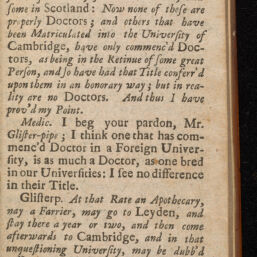 some in Scotland: Now none of these are
properly Doctors; and others that have
been Matriculated into the University of
Cambridge, have only commenc'd Doc-
tors, as being in the Retinue of some great
Person, and so have had that Title conferr'd
upon them in an honorary way; but in rea-
lity are no Doctors. And thus I have
prov'd my Point.
Medic. I beg your pardon, Mr.
Glister-pipe; I think one that has com-
menc'd Doctor in a Foreign Univer-
sity, is as much a Doctor, as one bred
in our Universities: I see no difference
in their Title.
Glisterp. At that Rate an Apothecary,
nay a Farrier, may go to Leyden, and
stay there a year or two, and then come
afterwards to Cambridge, and in that
unquestioning University, may be dubb'd